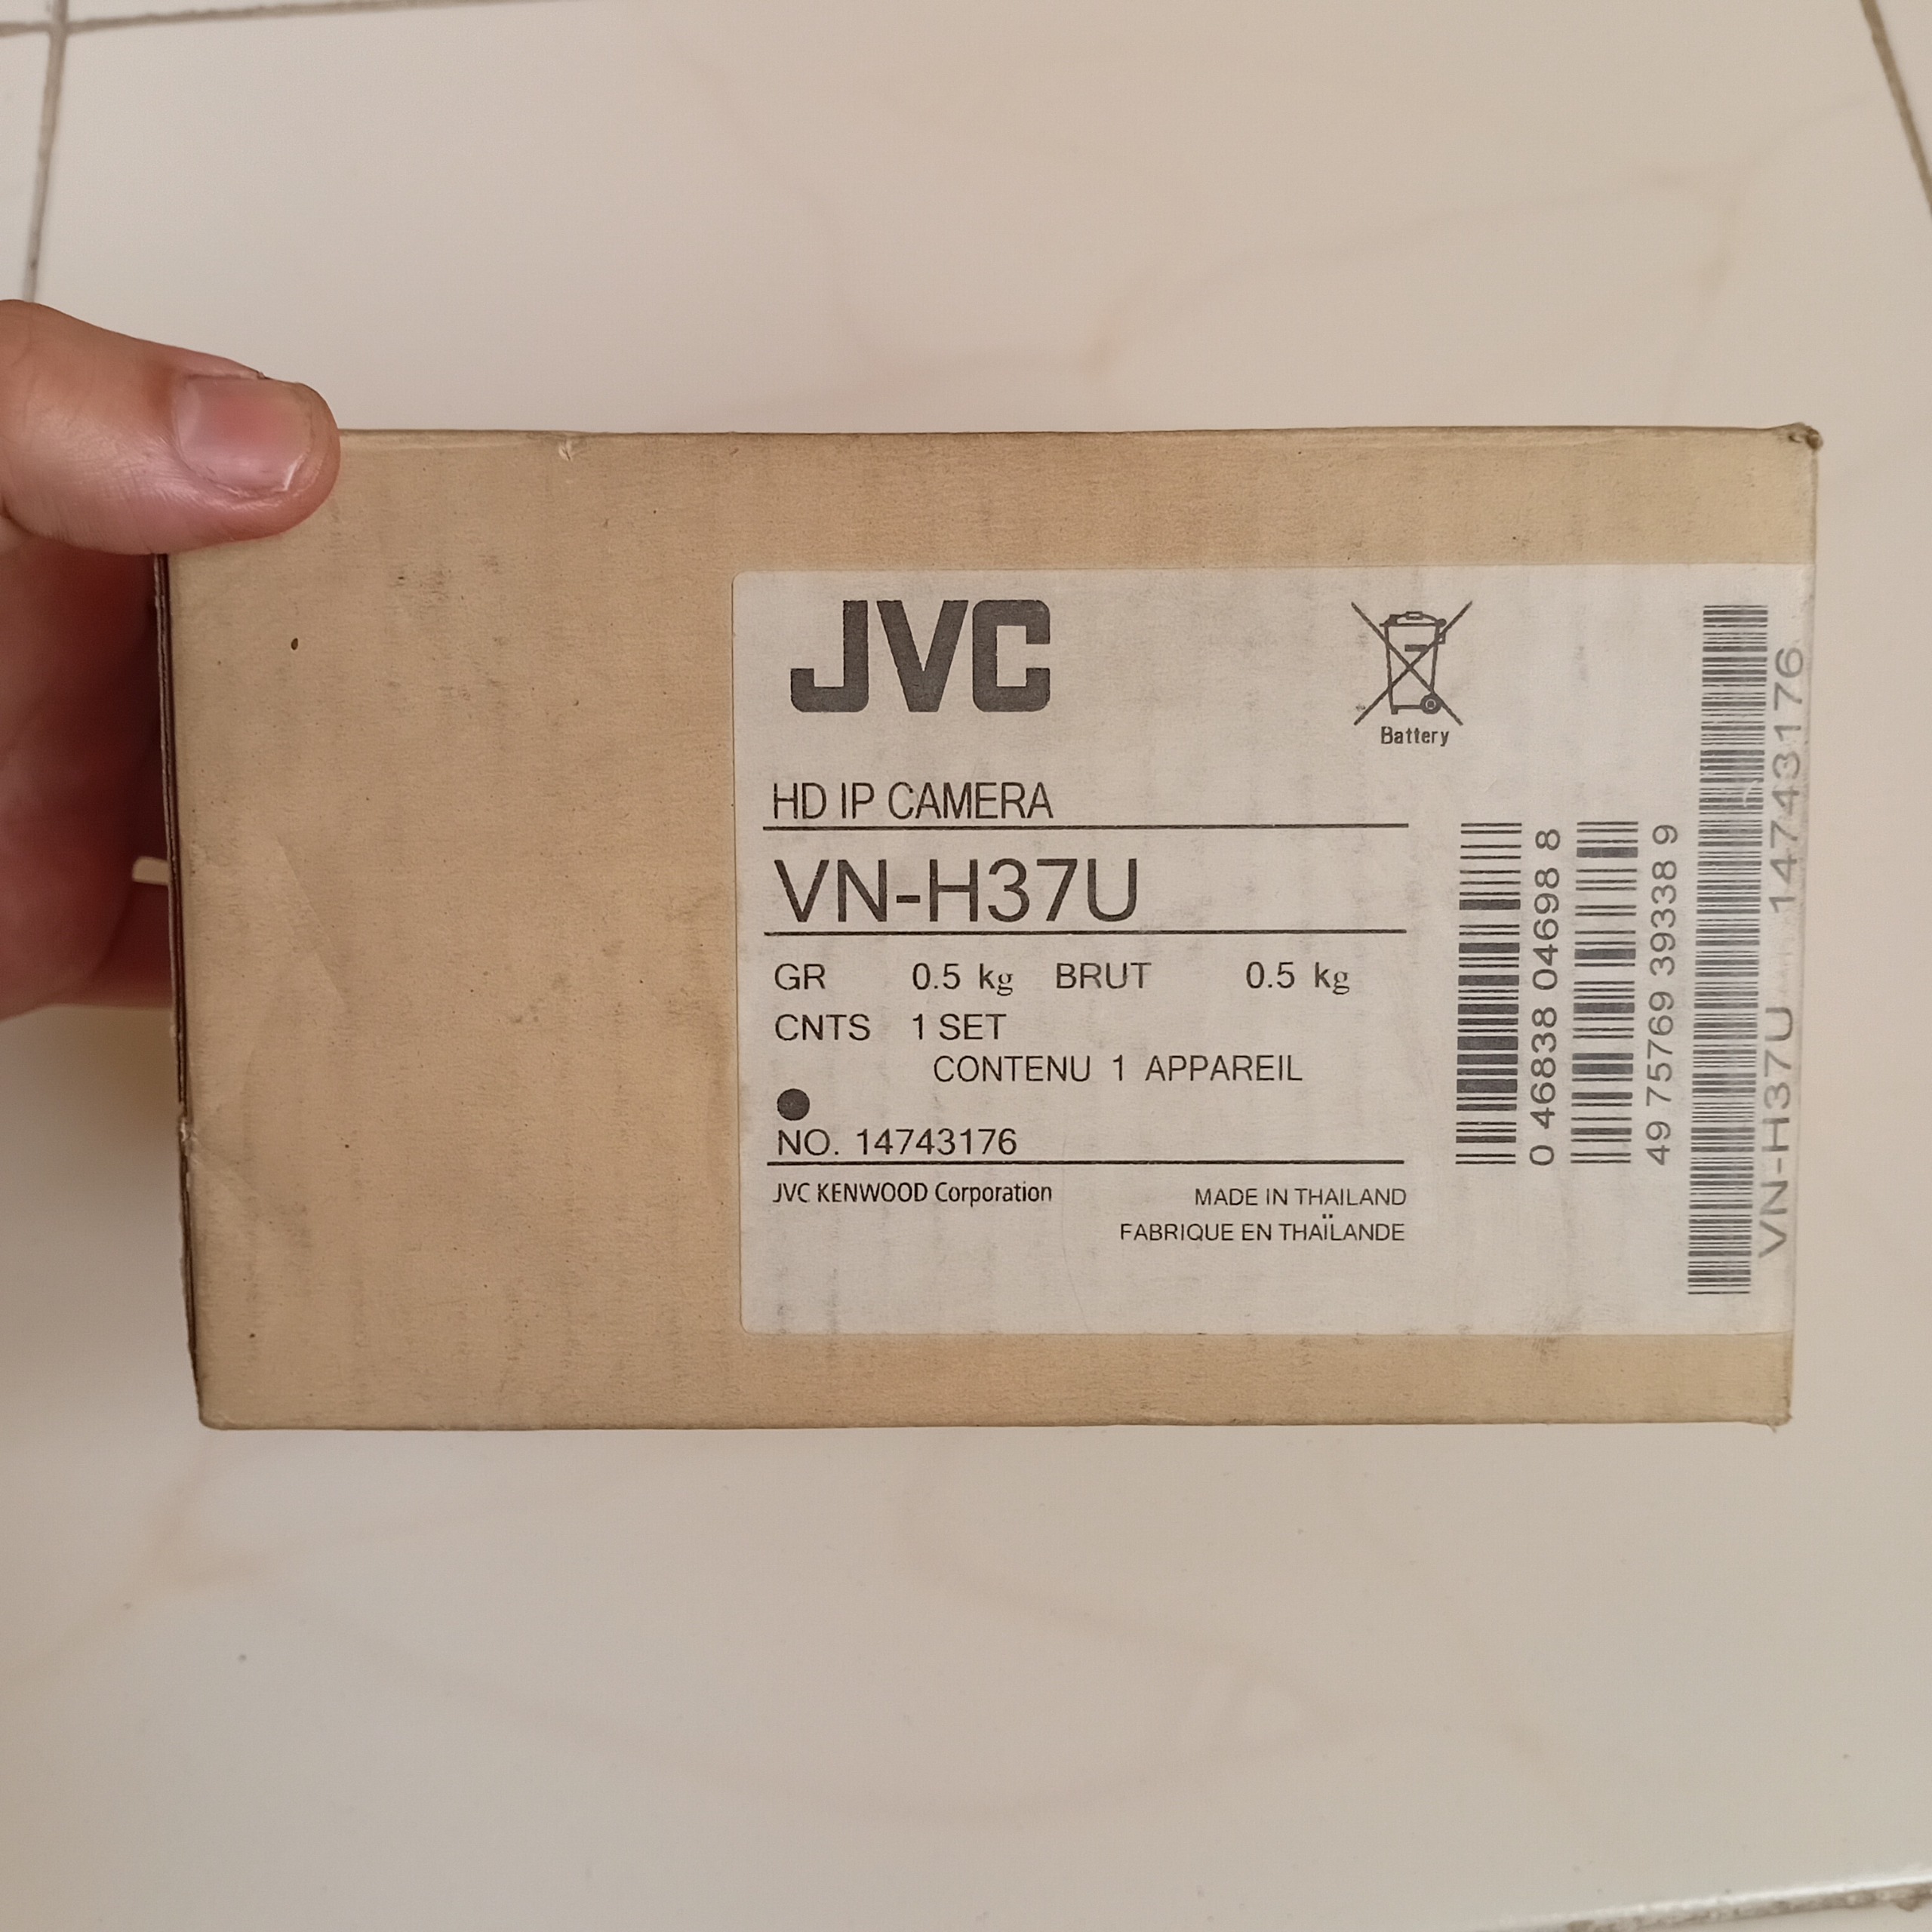 JVC
Battery
HD IP CAMERA
VN-H37U
GR 0.5 kg BRUT 0.5 kg
CNTS 1 SET
CONTENU 1 APPAREIL
NO. 14743176
JVC KENWOOD Corporation
MADE IN THAILAND
FABRIQUE EN THAÏLANDE
0 46838 04698 8
49 75769 39338 9
VN-H37U 14743176